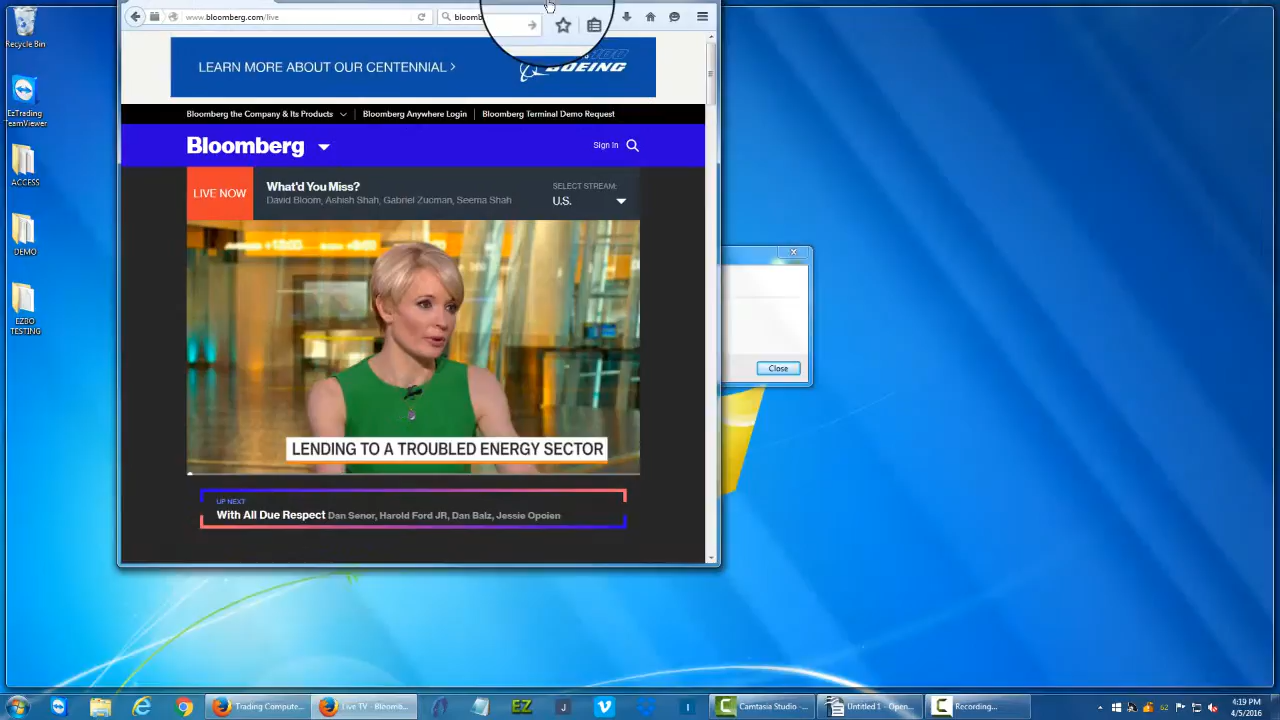 www.bloomberg.com/live
bloomb
LEARN MORE ABOUT OUR CENTENNIAL >
BOEING
Bloomberg the Company & Its Products
Bloomberg Anywhere Login
Bloomberg Terminal Demo Request
Bloomberg
Sign In
LIVE NOW
What'd You Miss?
David Bloom, Ashish Shah, Gabriel Zucman, Seema Shah
SELECT STREAM:
U.S.
LENDING TO A TROUBLED ENERGY SECTOR
UP NEXT
With All Due Respect Dan Senor, Harold Ford JR, Dan Balz, Jessie Opoien
Close
Recycle Bin
EzTrading
TeamViewer
ACCESS
DEMO
EZBO
TESTING
Trading Compute...
Live TV - Bloomb...
EZ
J
I
Camtasia Studio -...
Untitled 1 - Open...
Recording...
62
4:19 PM
4/5/2016